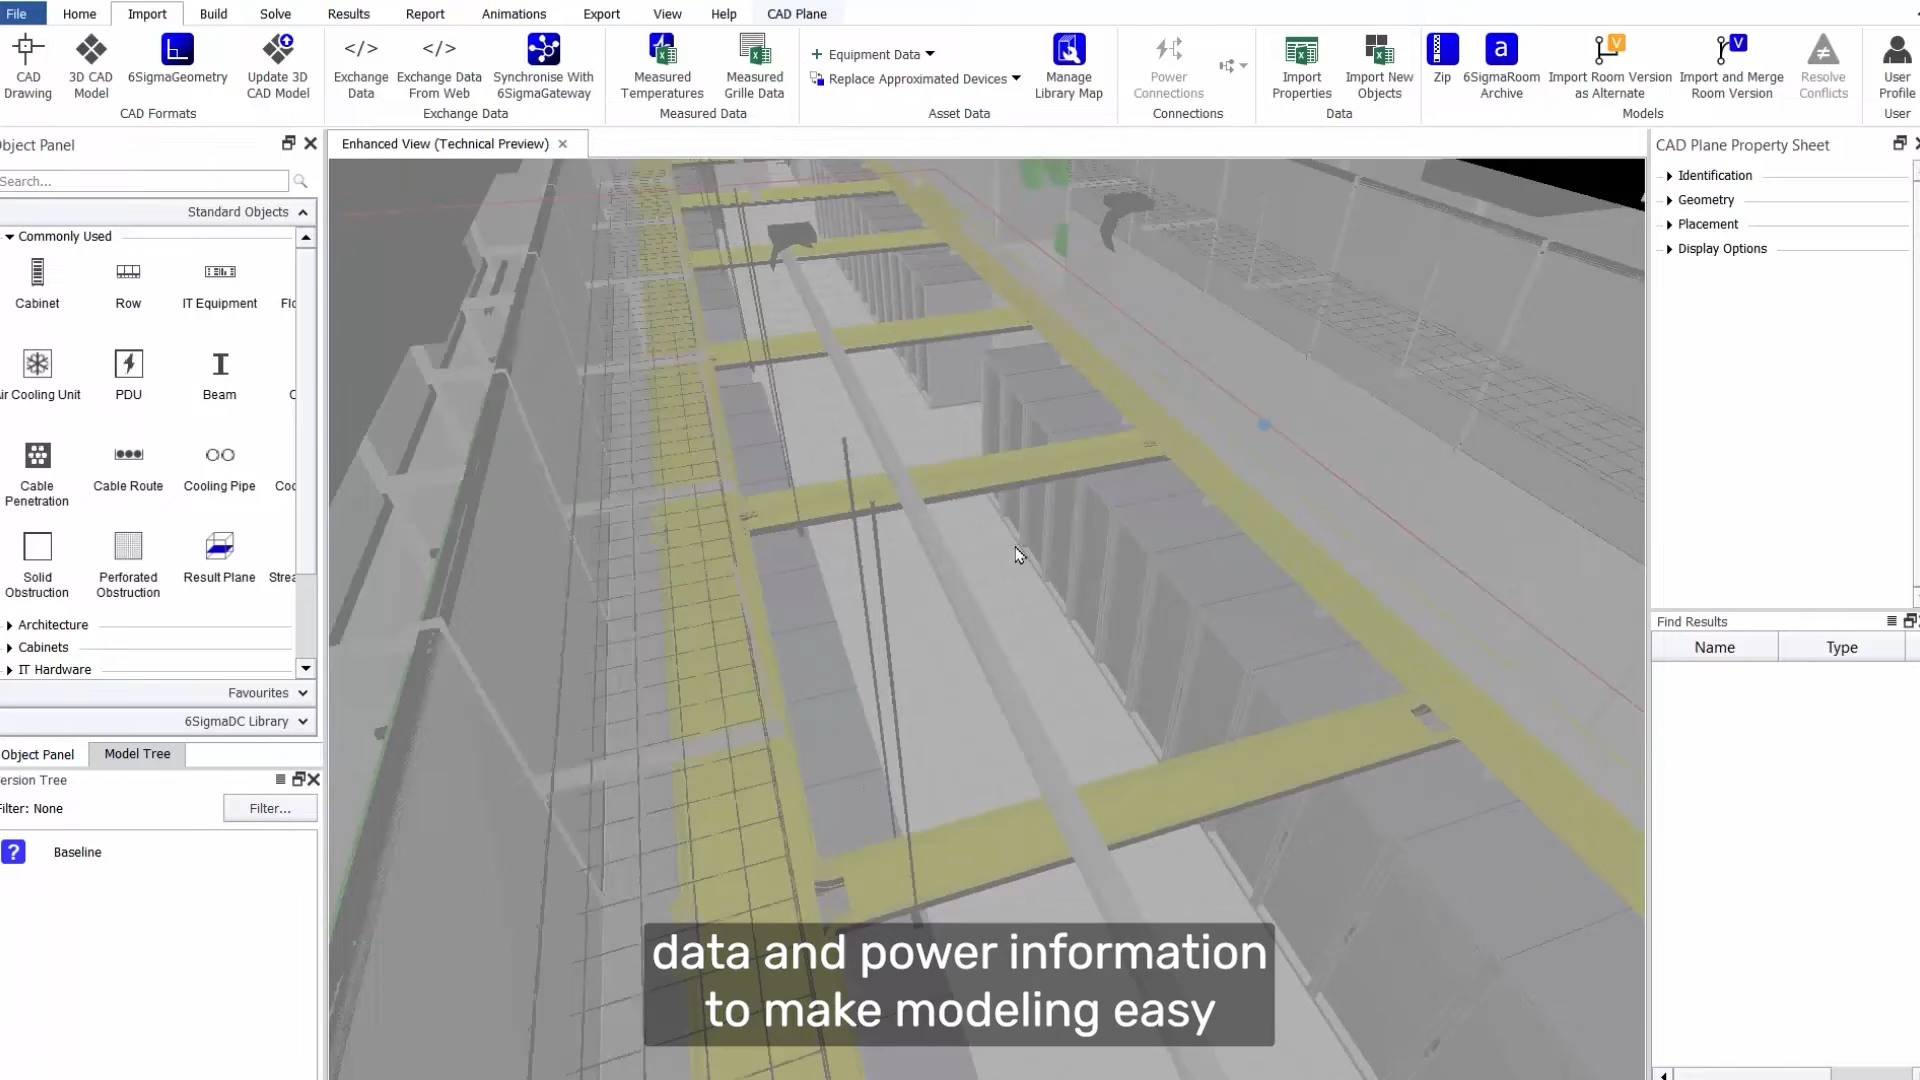 File Home Import Build Solve Results Report Animations Export View Help CAD Plane
CAD Drawing
3D CAD Model
6SigmaGeometry
Update 3D CAD Model
CAD Formats
Exchange Data
Exchange Data From Web
Synchronise With 6SigmaGateway
Exchange Data
Measured Temperatures
Measured Grille Data
Measured Data
Equipment Data
Replace Approximated Devices
Manage Library Map
Asset Data
Power Connections
Connections
Import Properties
Import New Objects
Data
Zip
6SigmaRoom Archive
Import Room Version as Alternate
Import and Merge Room Version
Resolve Conflicts
Models
User Profile
User
bject Panel
Search...
Standard Objects
Commonly Used
Cabinet Row IT Equipment Flo
ir Cooling Unit PDU Beam C
Cable Penetration
Cable Route Cooling Pipe Coo
Solid Obstruction
Perforated Obstruction
Result Plane Strea
Architecture
Cabinets
IT Hardware
Favourites
6SigmaDC Library
Object Panel Model Tree
ersion Tree
ilter: None Filter...
? Baseline
Enhanced View (Technical Preview)
data and power information
to make modeling easy
CAD Plane Property Sheet
Identification
Geometry
Placement
Display Options
Find Results
Name Type